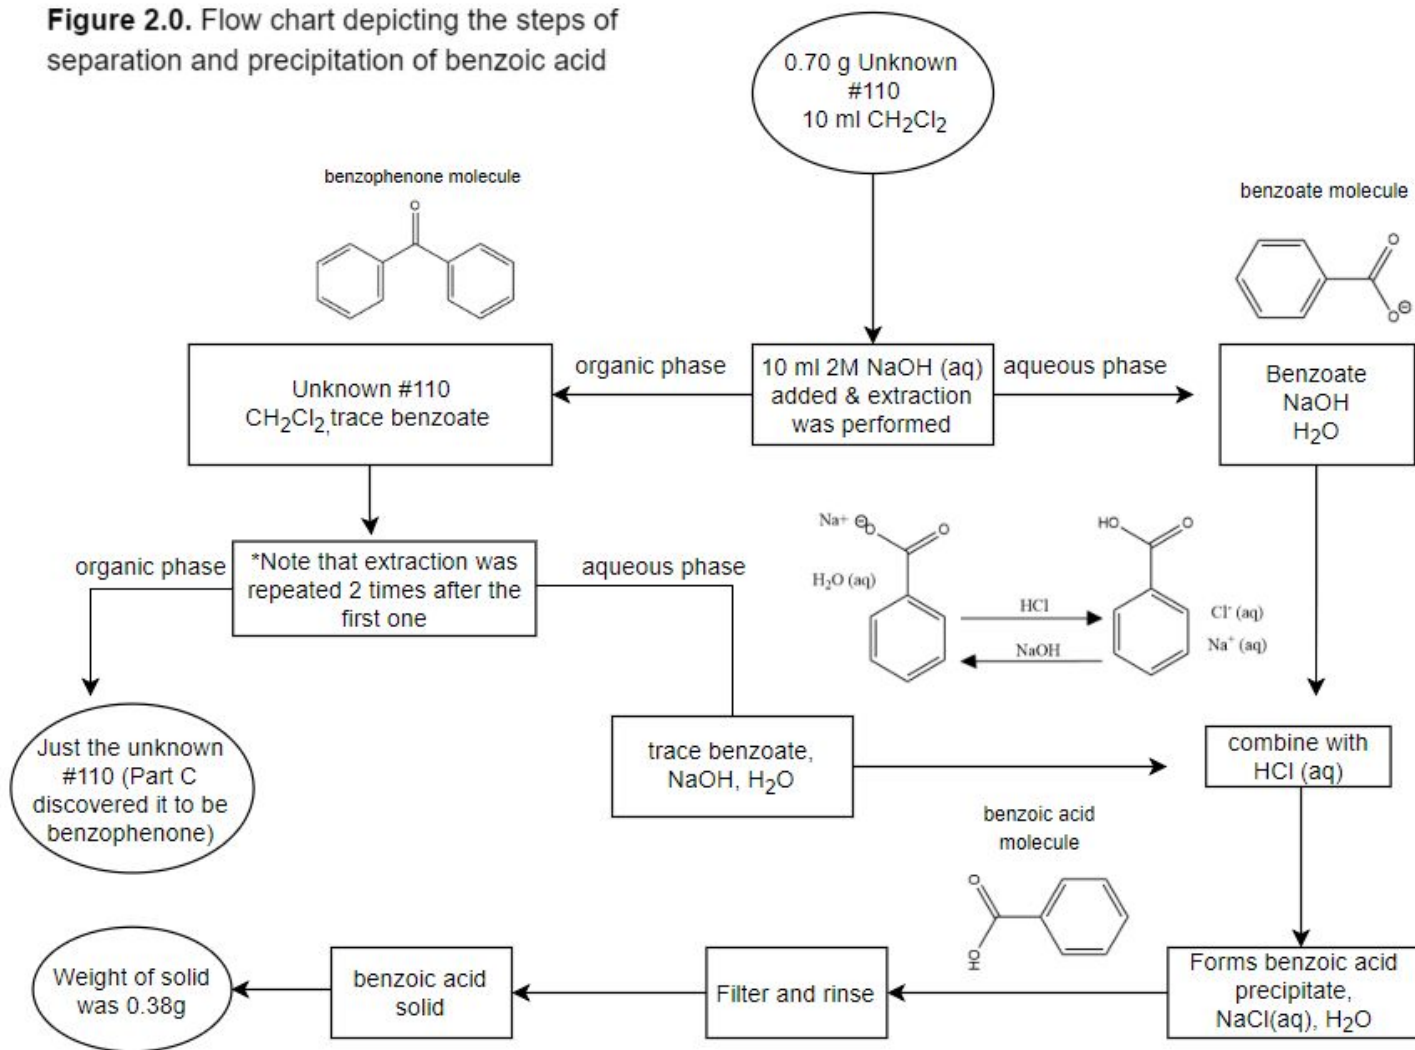 Figure 2.0. Flow chart depicting the steps of
separation and precipitation of benzoic acid
0.70 g Unknown
#110
10 ml CH₂Cl₂
benzophenone molecule
O
benzoate molecule
O
O⊖
organic phase
10 ml 2M NaOH (aq)
added & extraction
was performed
aqueous phase
Unknown #110
CH₂Cl₂,trace benzoate
Benzoate
NaOH
H₂O
organic phase
*Note that extraction was
repeated 2 times after the
first one
aqueous phase
Na+ ⊖O
O
H₂O (aq)
HCl
NaOH
HO
O
Cl⁻ (aq)
Na⁺ (aq)
Just the unknown
#110 (Part C
discovered it to be
benzophenone)
trace benzoate,
NaOH, H₂O
combine with
HCl (aq)
benzoic acid
molecule
O
HO
Weight of solid
was 0.38g
benzoic acid
solid
Filter and rinse
Forms benzoic acid
precipitate,
NaCl(aq), H₂O